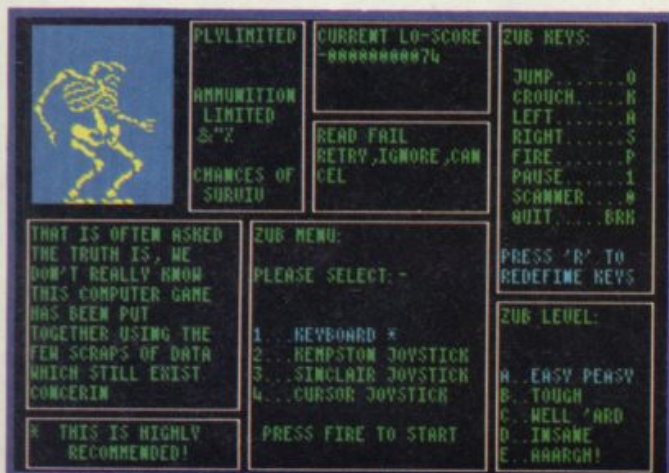 PLYLIMITED
AMMUNITION
LIMITED
&"%
CHANCES OF
SURVIV
CURRENT LO-SCORE
-00000000074
READ FAIL
RETRY,IGNORE,CAN
CEL
ZUB KEYS:
JUMP.......O
CROUCH.....K
LEFT.......A
RIGHT......S
FIRE.......P
PAUSE......1
SCANNER....0
QUIT.....BRK
PRESS 'R' TO
REDEFINE KEYS
THAT IS OFTEN ASKED
THE TRUTH IS, WE
DON'T REALLY KNOW
THIS COMPUTER GAME
HAS BEEN PUT
TOGETHER USING THE
FEW SCRAPS OF DATA
WHICH STILL EXIST
CONCERIN
* THIS IS HIGHLY
RECOMMENDED!
ZUB MENU:
PLEASE SELECT:-
1...KEYBOARD *
2...KEMPSTON JOYSTICK
3...SINCLAIR JOYSTICK
4...CURSOR JOYSTICK
PRESS FIRE TO START
ZUB LEVEL:
A..EASY PEASY
B..TOUGH
C..WELL 'ARD
D..INSANE
E..AAARGH!